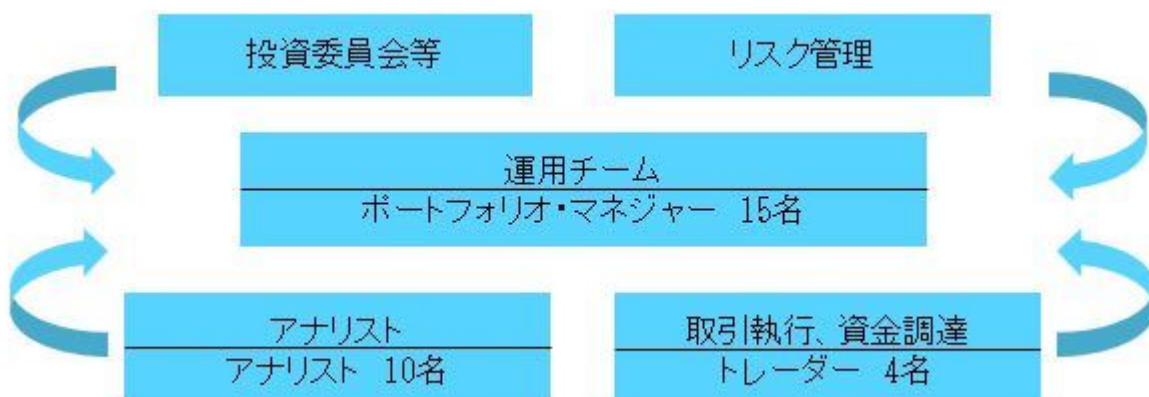 投資委員会等
リスク管理
運用チーム
ポートフォリオ・マネジャー 15名
アナリスト
アナリスト 10名
取引執行、資金調達
トレーダー 4名